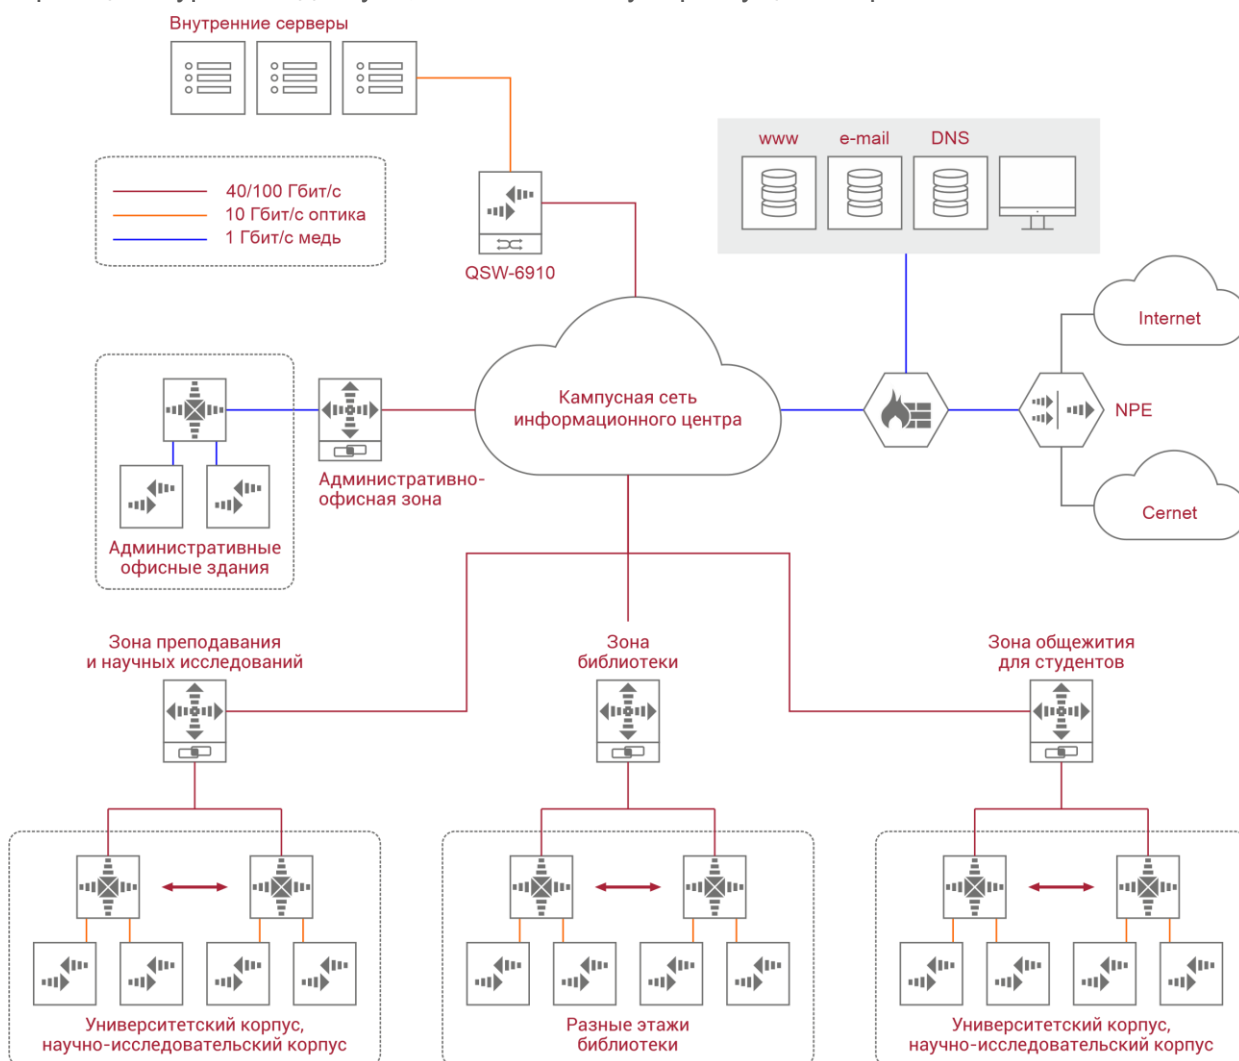 Внутренние серверы
www
e-mail
DNS
40/100 Гбит/с
10 Гбит/с оптика
1 Гбит/с медь
QSW-6910
Internet
Кампусная сеть
информационного центра
NPE
Административно-
офисная зона
Cernet
Административные
офисные здания
Зона преподавания
и научных исследований
Зона
библиотеки
Зона общежития
для студентов
Университетский корпус,
научно-исследовательский корпус
Разные этажи
библиотеки
Университетский корпус,
научно-исследовательский корпус